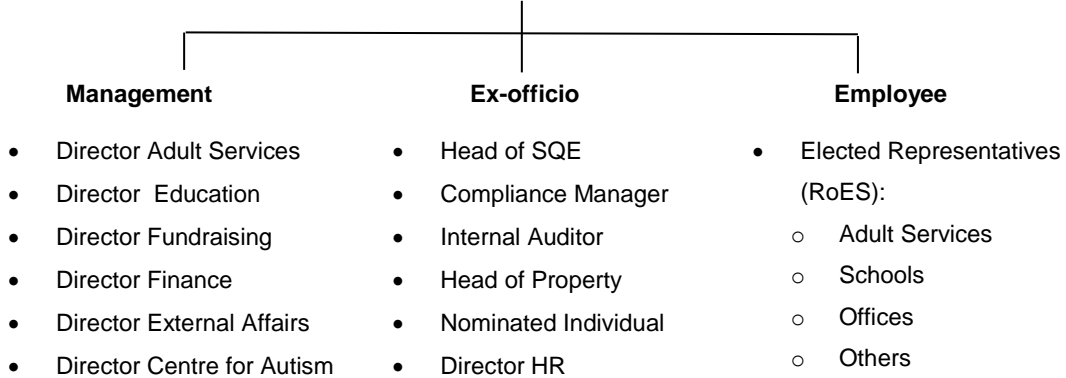 Management
• Director Adult Services
• Director Education
• Director Fundraising
• Director Finance
• Director External Affairs
• Director Centre for Autism
Ex-officio
• Head of SQE
• Compliance Manager
• Internal Auditor
• Head of Property
• Nominated Individual
• Director HR
Employee
• Elected Representatives
(RoES):
o Adult Services
o Schools
o Offices
o Others